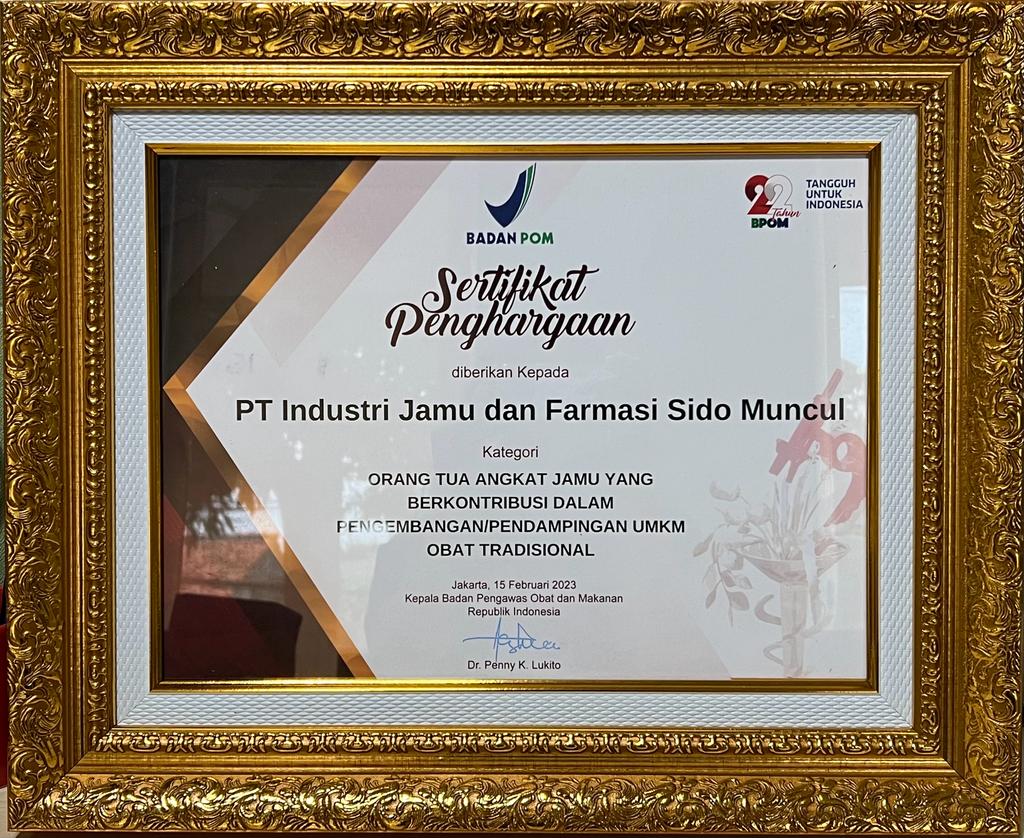 BADAN POM
22 Tahun BPOM
TANGGUH
UNTUK
INDONESIA
Sertifikat
Penghargaan
diberikan Kepada
PT Industri Jamu dan Farmasi Sido Muncul
Kategori
ORANG TUA ANGKAT JAMU YANG
BERKONTRIBUSI DALAM
PENGEMBANGAN/PENDAMPINGAN UMKM
OBAT TRADISIONAL
Jakarta, 15 Februari 2023
Kepala Badan Pengawas Obat dan Makanan
Republik Indonesia
Dr. Penny K. Lukito